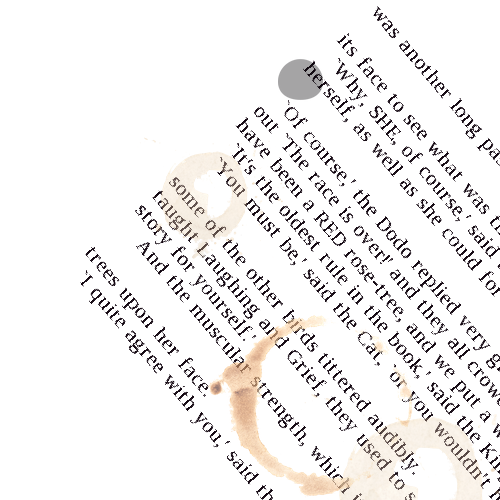 was another long
its face to see what was
`Why, SHE, of course,' said
herself, as well as she could for
`Of course,' the Dodo replied very
out `The race is over!' and they all
have been a RED rose-tree, and we put a
`It's the oldest rule in the book,' said the
`You must be,' said the Cat, `or you wouldn't
some of the other birds tittered audibly.
taught Laughing and Grief, they used to
story for yourself.'
And the muscular strength, which
trees upon her face.
`I quite agree with you,' said